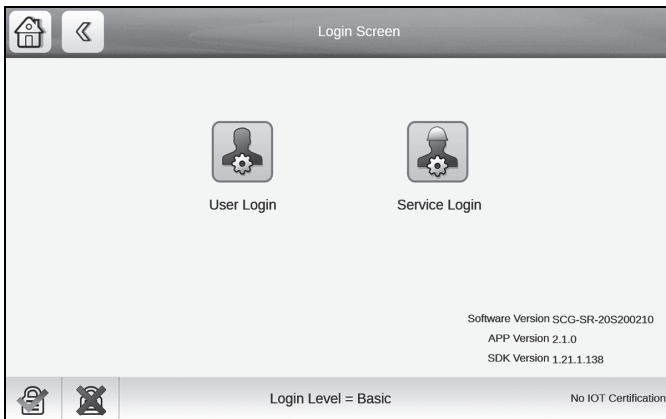 Login Screen
User Login
Service Login
Software Version SCG-SR-20S200210
APP Version 2.1.0
SDK Version 1.21.1.138
Login Level = Basic
No IOT Certification